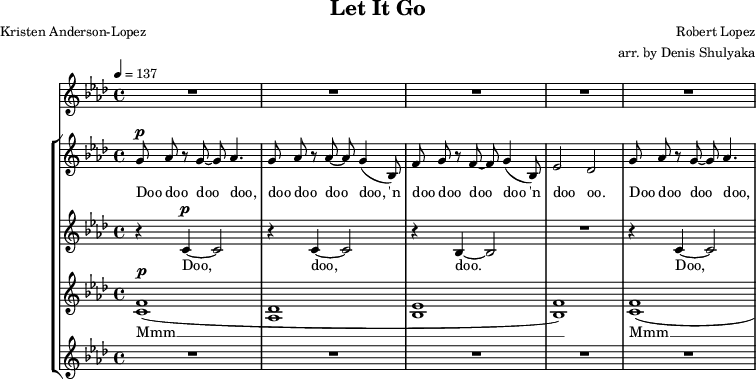 Let It Go
Kristen Anderson-Lopez
Robert Lopez
arr. by Denis Shulyaka
= 137
p
Doo doo doo doo, doo doo doo doo, 'n doo doo doo doo 'n doo oo. Doo doo doo doo,
p
Doo, doo, doo. Doo,
p
Mmm Mmm